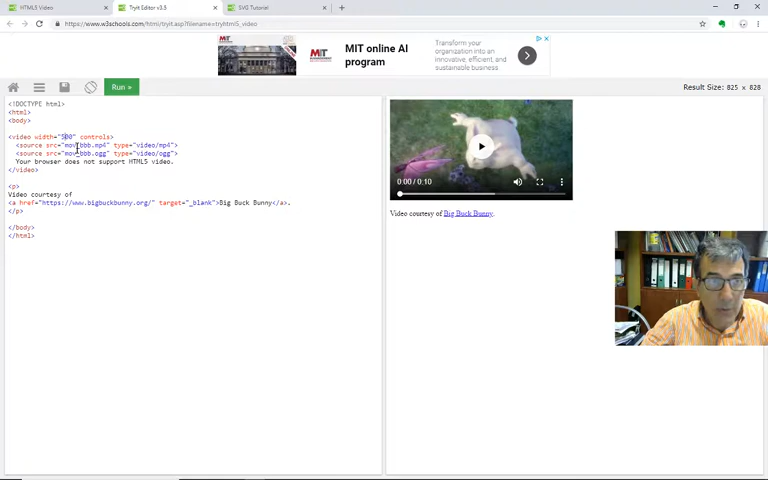 HTML5 Video
Tryit Editor v3.5
SVG Tutorial
https://www.w3schools.com/html/tryit.asp?filename=tryhtml5_video
MIT
MIT
MIT online AI
program
Transform your
organization into an
innovative, efficient, and
sustainable business.
Run »
Result Size: 825 x 828
<!DOCTYPE html>
<html>
<body>
<video width="500" controls>
<source src="mov_bbb.mp4" type="video/mp4">
<source src="mov_bbb.ogg" type="video/ogg">
Your browser does not support HTML5 video.
</video>
<p>
Video courtesy of
<a href="https://www.bigbuckbunny.org/" target="_blank">Big Buck Bunny</a>.
</p>
</body>
</html>
0:00 / 0:10
Video courtesy of Big Buck Bunny.